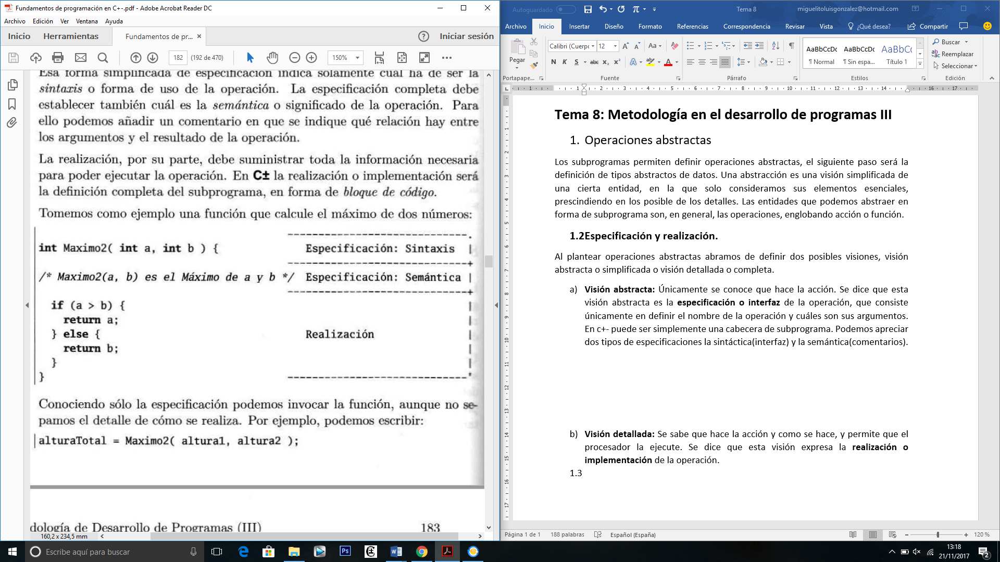 Fundamentos de programación en C+-.pdf - Adobe Acrobat Reader DC
Archivo Edición Ver Ventana Ayuda
Inicio Herramientas Fundamentos de pr... × Iniciar sesión
182 (192 de 470) 150%
Esa forma simplificada de especificación indica solamente cuál ha de ser la
sintaxis o forma de uso de la operación. La especificación completa debe
establecer también cuál es la semántica o significado de la operación. Para
ello podemos añadir un comentario en que se indique qué relación hay entre
los argumentos y el resultado de la operación.
La realización, por su parte, debe suministrar toda la información necesaria
para poder ejecutar la operación. En C± la realización o implementación será
la definición completa del subprograma, en forma de bloque de código.
Tomemos como ejemplo una función que calcule el máximo de dos números:
int Maximo2( int a, int b ) { Especificación: Sintaxis |
/* Maximo2(a, b) es el Máximo de a y b */ Especificación: Semántica |
if (a > b) {
return a;
} else { Realización
return b;
}
}
Conociendo sólo la especificación podemos invocar la función, aunque no se-
pamos el detalle de cómo se realiza. Por ejemplo, podemos escribir:
alturaTotal = Maximo2( altura1, altura2 );
dología de Desarrollo de Programas (III) 183
160,2 x 234,5 mm
Autoguardado Tema 8 miguelitoluisgonzalez@hotmail.com
Archivo Inicio Insertar Diseño Formato Referencias Correspondencia Revisar Vista ¿Qué desea? Compartir
Pegar
Calibri (Cuerpo 12
N K S abc x₂ x²
AaBbCcDc AaBbCcDc AaBbCc
¶ Normal ¶ Sin espa... Título 1
Buscar
Reemplazar
Seleccionar
Portapape... Fuente Párrafo Estilos Edición
Tema 8: Metodología en el desarrollo de programas III
1. Operaciones abstractas
Los subprogramas permiten definir operaciones abstractas, el siguiente paso será la
definición de tipos abstractos de datos. Una abstracción es una visión simplificada de
una cierta entidad, en la que solo consideramos sus elementos esenciales,
prescindiendo en los posible de los detalles. Las entidades que podemos abstraer en
forma de subprograma son, en general, las operaciones, englobando acción o función.
1.2Especificación y realización.
Al plantear operaciones abstractas abramos de definir dos posibles visiones, visión
abstracta o simplificada o visión detallada o completa.
a) Visión abstracta: Únicamente se conoce que hace la acción. Se dice que esta
visión abstracta es la especificación o interfaz de la operación, que consiste
únicamente en definir el nombre de la operación y cuáles son sus argumentos.
En c+- puede ser simplemente una cabecera de subprograma. Podemos apreciar
dos tipos de especificaciones la sintáctica(interfaz) y la semántica(comentarios).
b) Visión detallada: Se sabe que hace la acción y como se hace, y permite que el
procesador la ejecute. Se dice que esta visión expresa la realización o
implementación de la operación.
1.3
Página 1 de 1 188 palabras Español (España) 120 %
Escribe aquí para buscar
13:18
21/11/2017